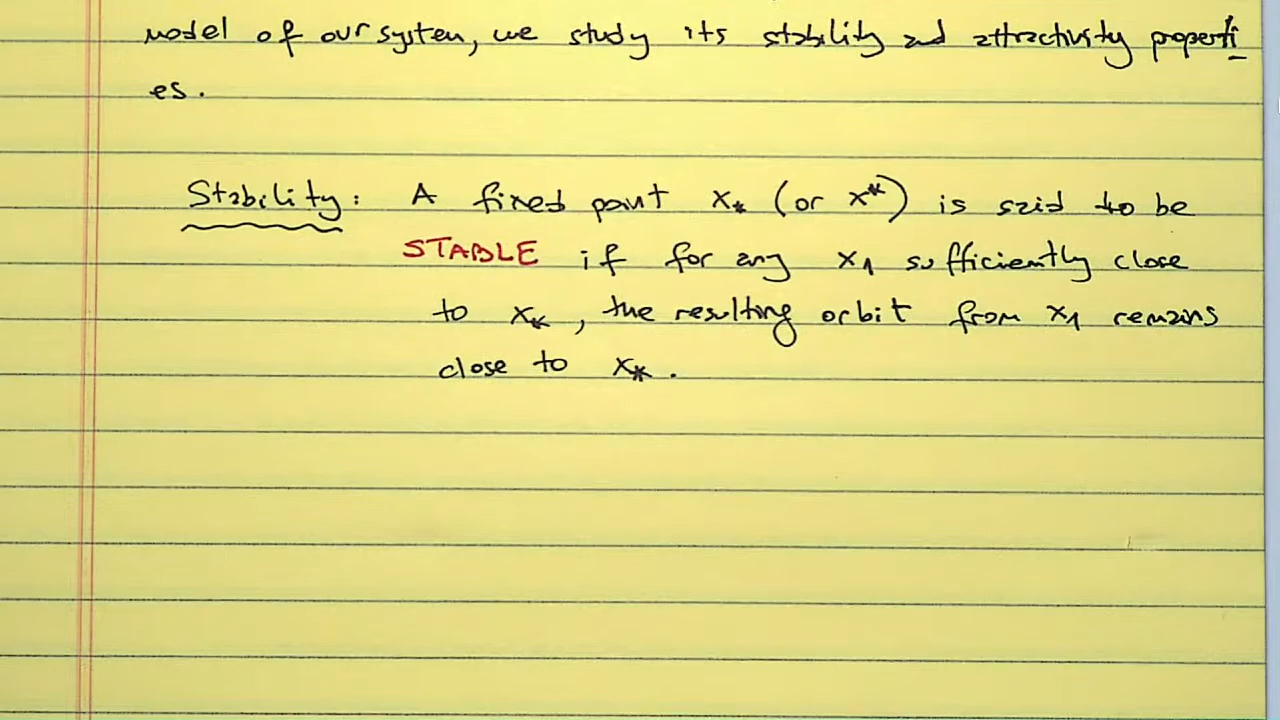 model of our system, we study its stability and attractivity properti
es.
Stability: A fixed point x* (or x*) is said to be
STABLE if for any x1 sufficiently close
to x*, the resulting orbit from x1 remains
close to x*.